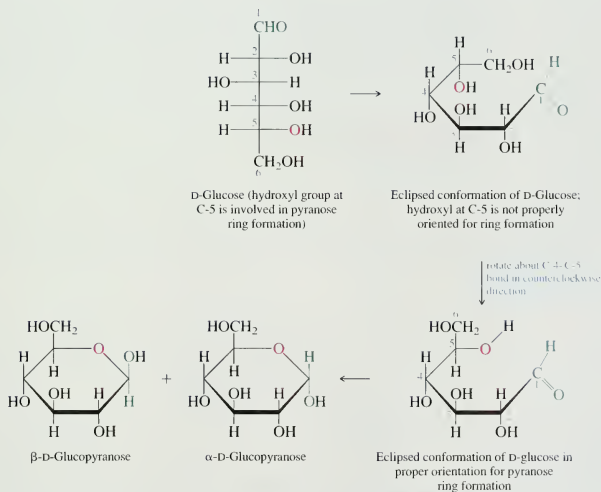 1
CHO
H 2 OH
HO 3 H
H 4 OH
H 5 OH
CH2OH
6
D-Glucose (hydroxyl group at
C-5 is involved in pyranose
ring formation)
H
5 6
CH2OH
H OH H
4 C
HO OH H 1 O
H OH
Eclipsed conformation of D-Glucose;
hydroxyl at C-5 is not properly
oriented for ring formation
rotate about C-4–C-5
bond in counterclockwise
direction
6
HOCH2 H
5 O
H H H
4 C
HO OH H 1 O
H OH
Eclipsed conformation of D-glucose in
proper orientation for pyranose
ring formation
HOCH2
H O H
H
HO OH H OH
H OH
α-D-Glucopyranose
+
HOCH2
H O OH
H
HO OH H H
H OH
β-D-Glucopyranose